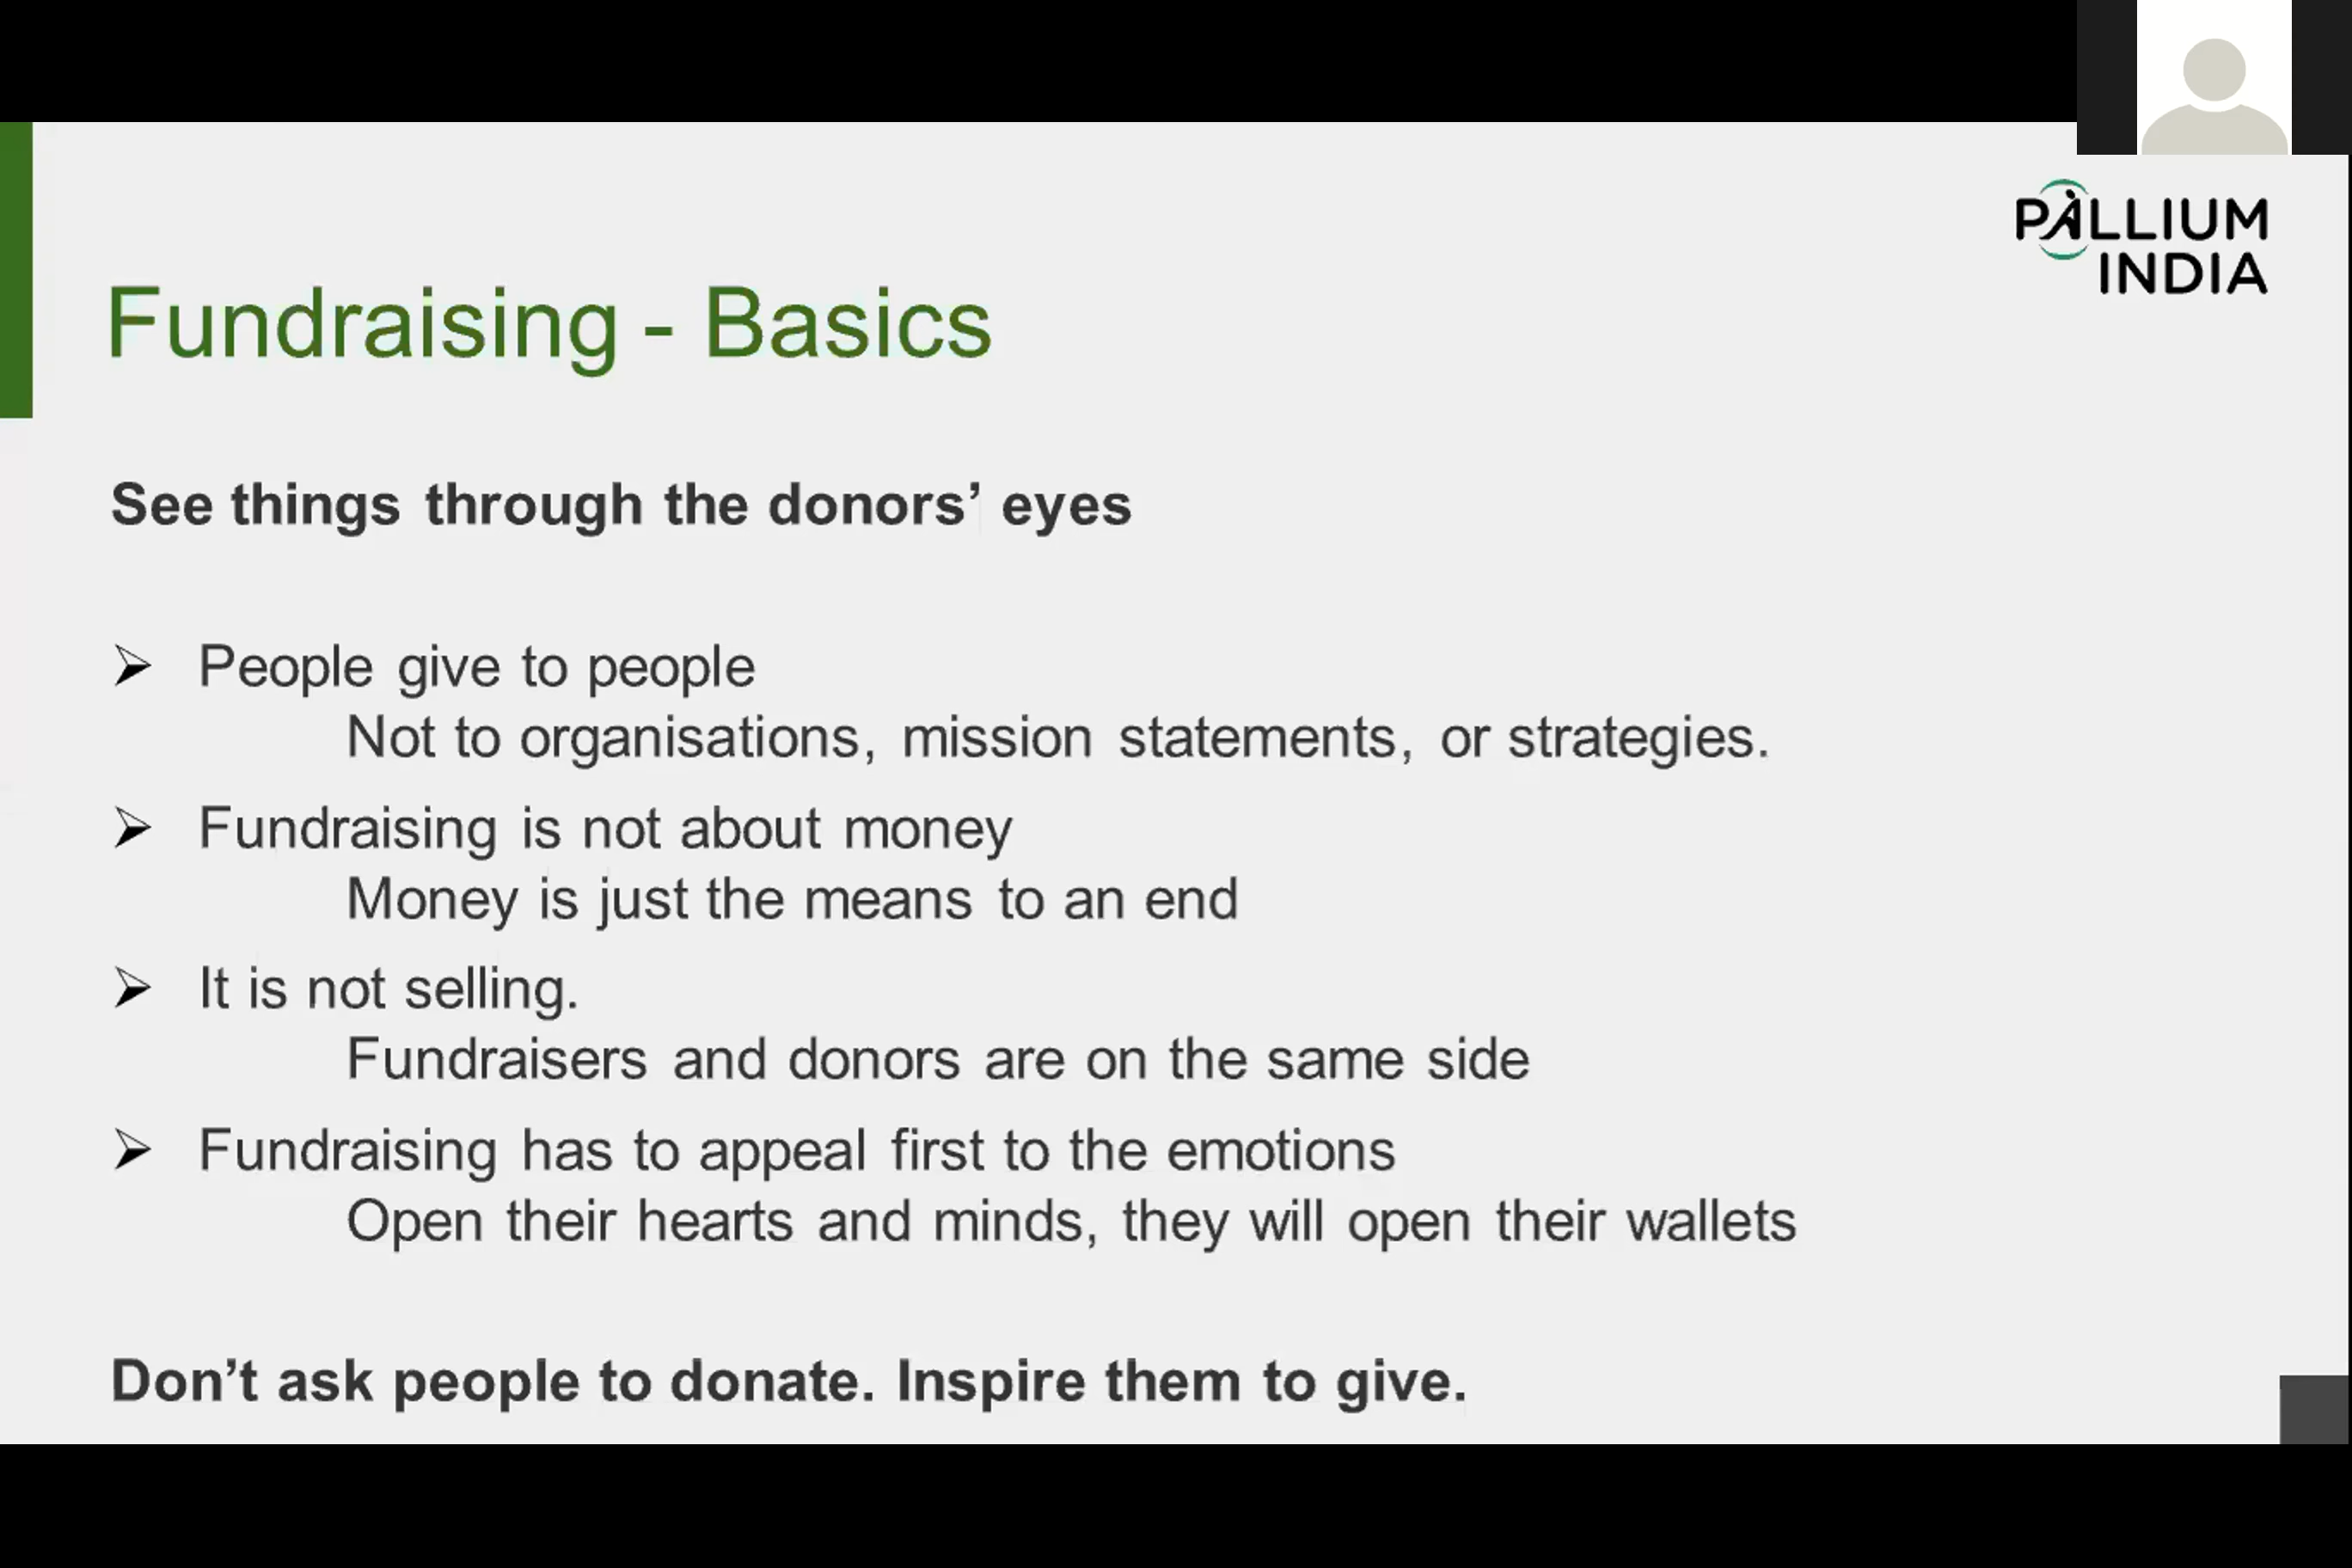 PALLIUM
INDIA
Fundraising - Basics
See things through the donors’ eyes
➢ People give to people
Not to organisations, mission statements, or strategies.
➢ Fundraising is not about money
Money is just the means to an end
➢ It is not selling.
Fundraisers and donors are on the same side
➢ Fundraising has to appeal first to the emotions
Open their hearts and minds, they will open their wallets
Don’t ask people to donate. Inspire them to give.